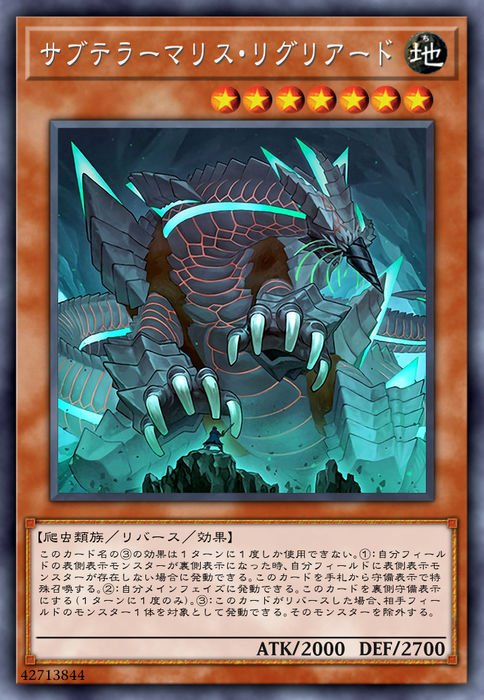 サブテラーマリス・リグリアード
ち
地
【爬虫類族／リバース／効果】
このカード名の③の効果は１ターンに１度しか使用できない。①：自分フィール
ドの表側表示モンスターが裏側表示になった時、自分フィールドに表側表示モ
ンスターが存在しない場合に発動できる。このカードを手札から守備表示で特
殊召喚する。②：自分メインフェイズに発動できる。このカードを裏側守備表示
にする（１ターンに１度のみ）。③：このカードがリバースした場合、相手フィー
ルドのモンスター１体を対象として発動できる。そのモンスターを除外する。
ATK/2000 DEF/2700
42713844